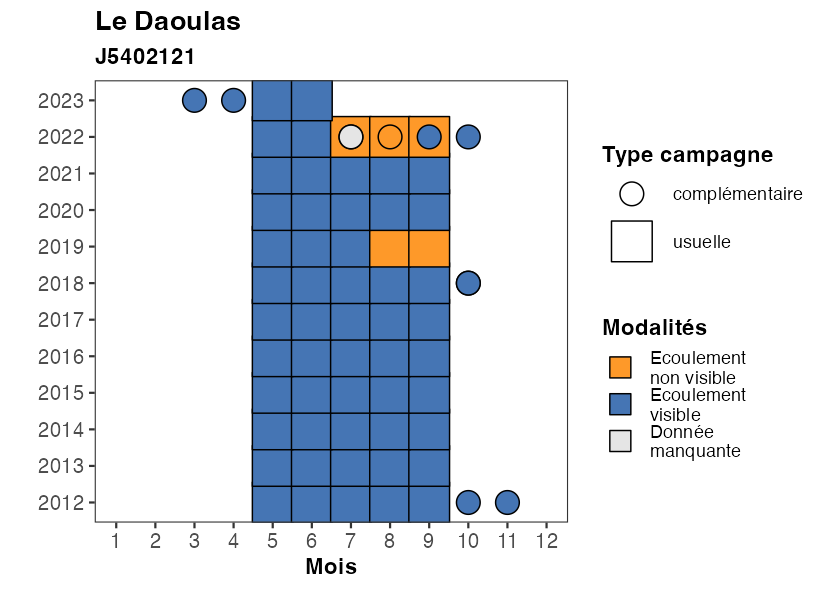 Le Daoulas
J5402121
2023
2022
2021
2020
2019
2018
2017
2016
2015
2014
2013
2012
1 2 3 4 5 6 7 8 9 10 11 12
Mois
Type campagne
complémentaire
usuelle
Modalités
Ecoulement
non visible
Ecoulement
visible
Donnée
manquante